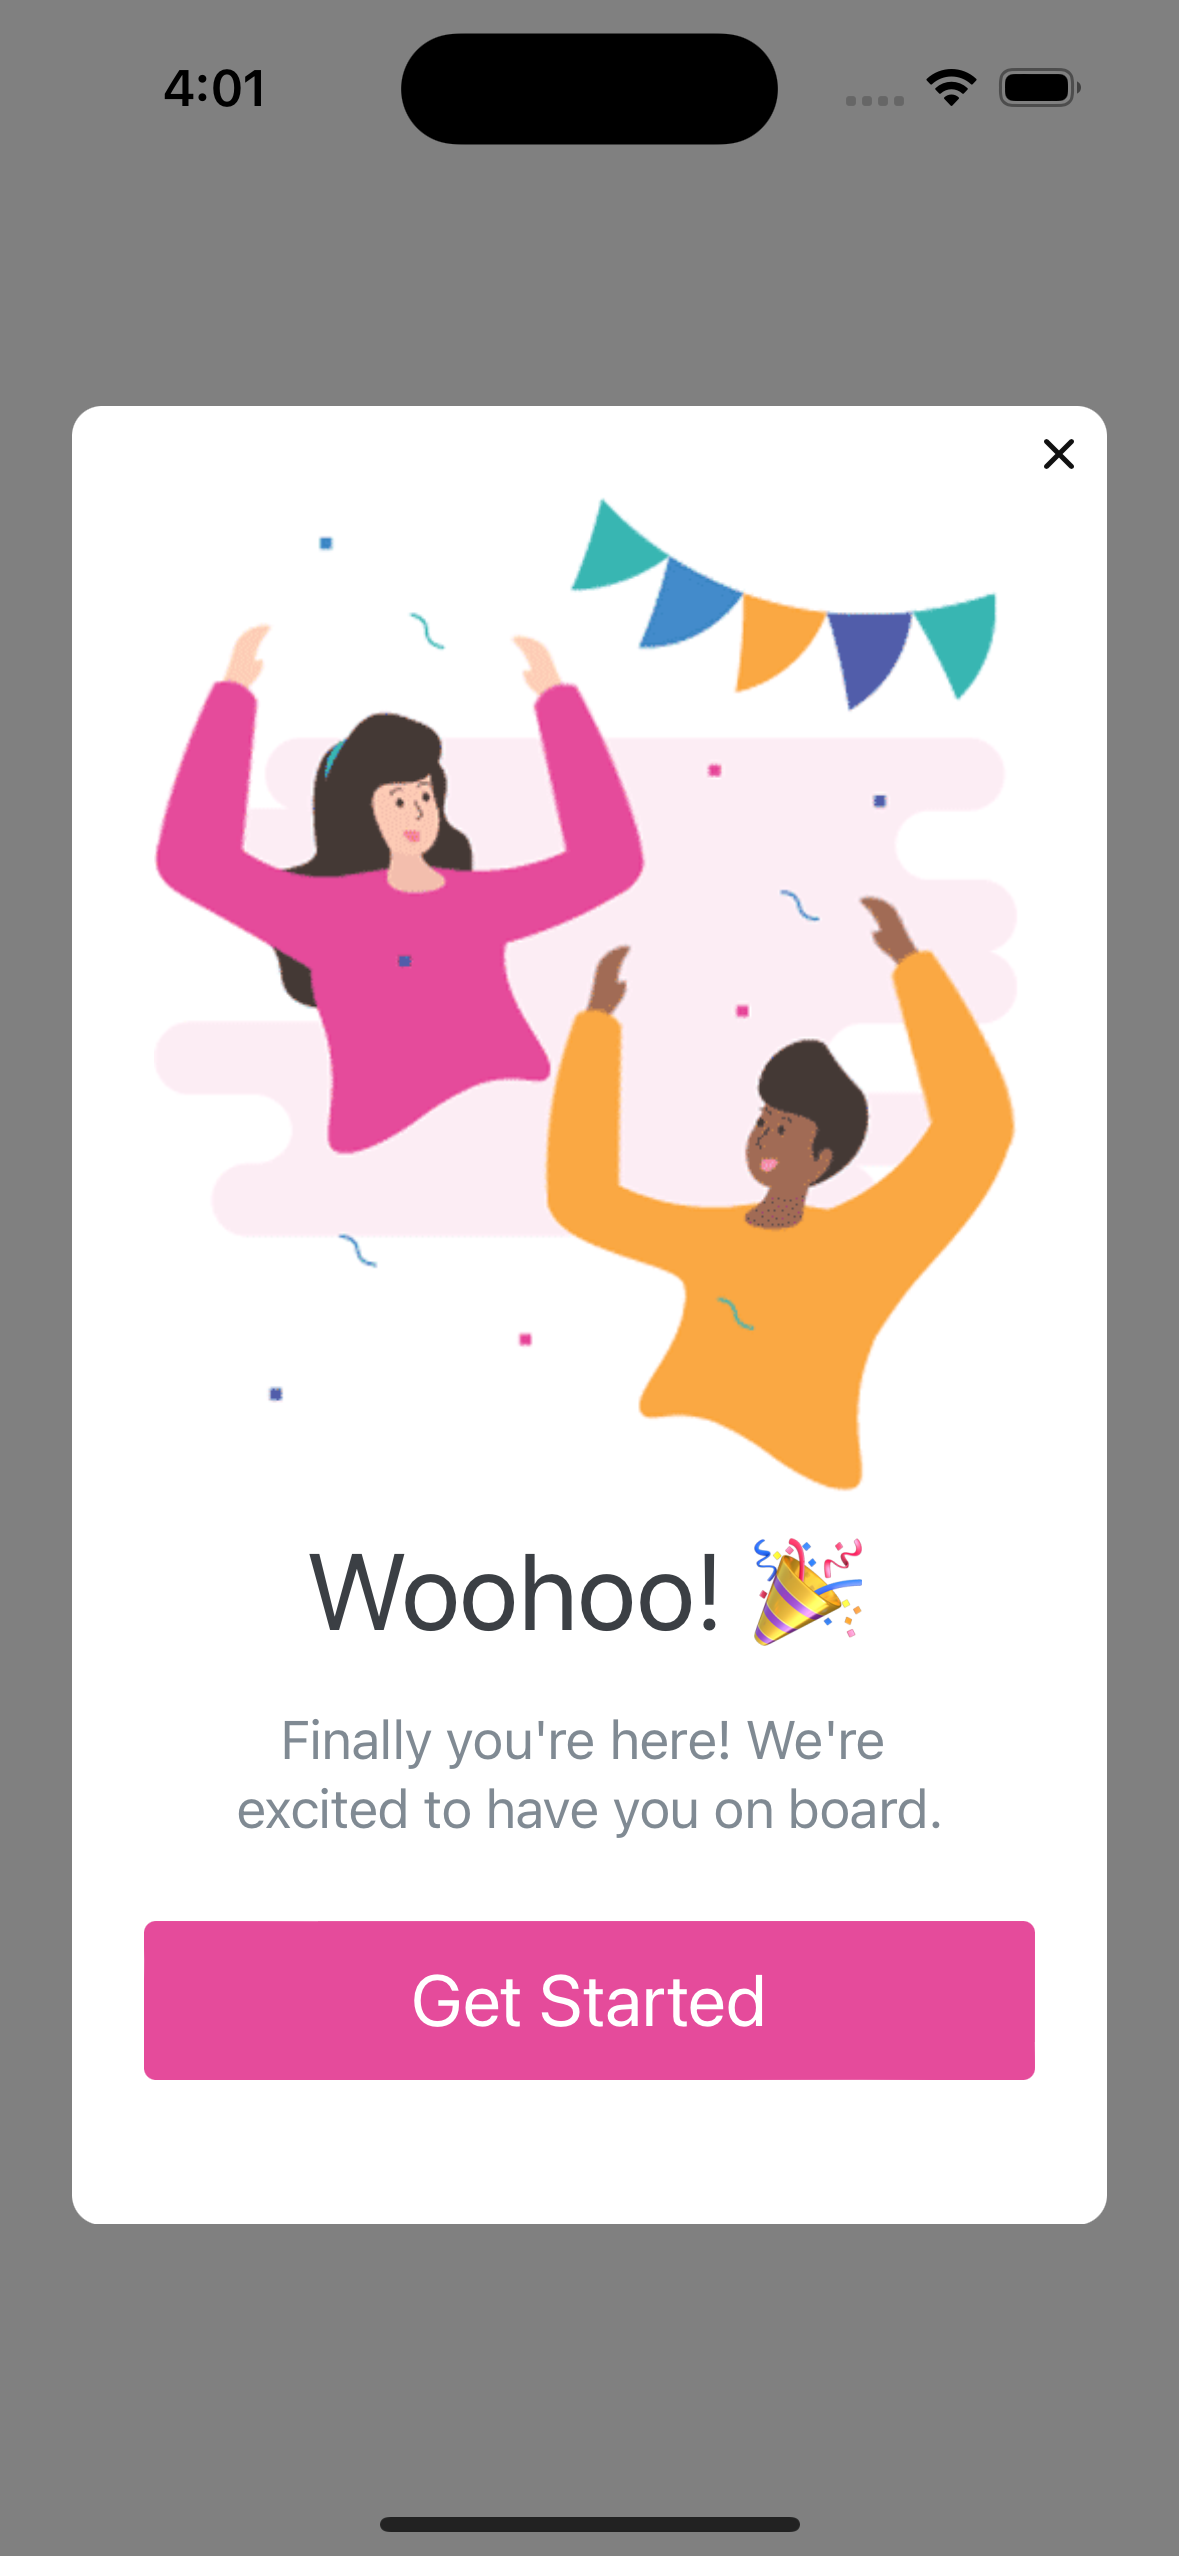 4:01
Woohoo! 🎉
Finally you're here! We're
excited to have you on board.
Get Started